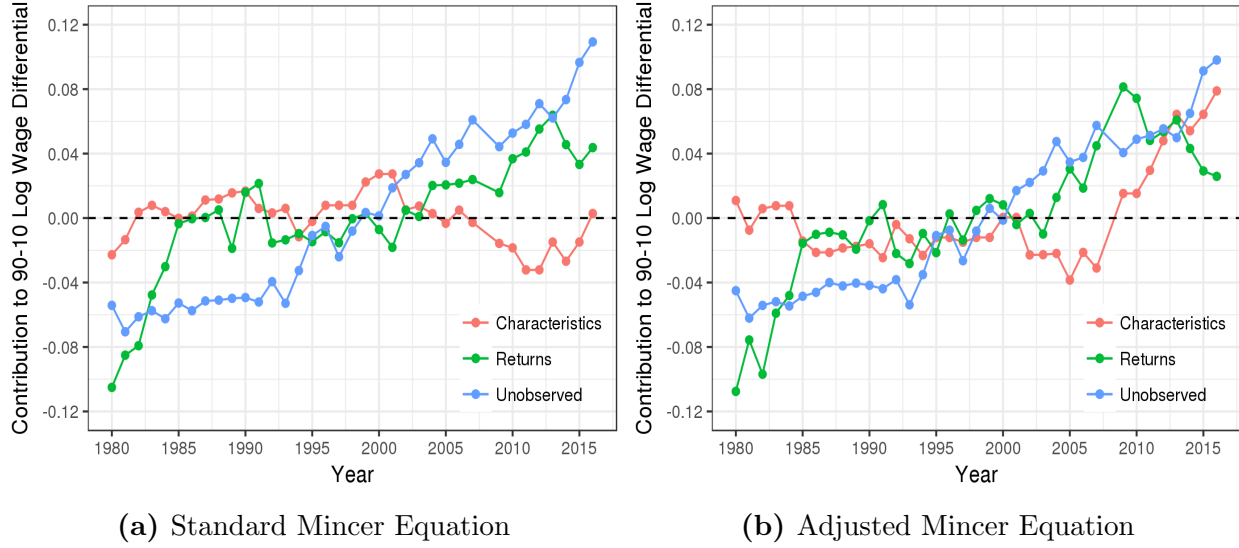 Contribution to 90-10 Log Wage Differential
0.12
0.08
0.04
0.00
-0.04
-0.08
-0.12
Characteristics
Returns
Unobserved
1980 1985 1990 1995 2000 2005 2010 2015
Year
(a) Standard Mincer Equation
Contribution to 90-10 Log Wage Differential
0.12
0.08
0.04
0.00
-0.04
-0.08
-0.12
Characteristics
Returns
Unobserved
1980 1985 1990 1995 2000 2005 2010 2015
Year
(b) Adjusted Mincer Equation